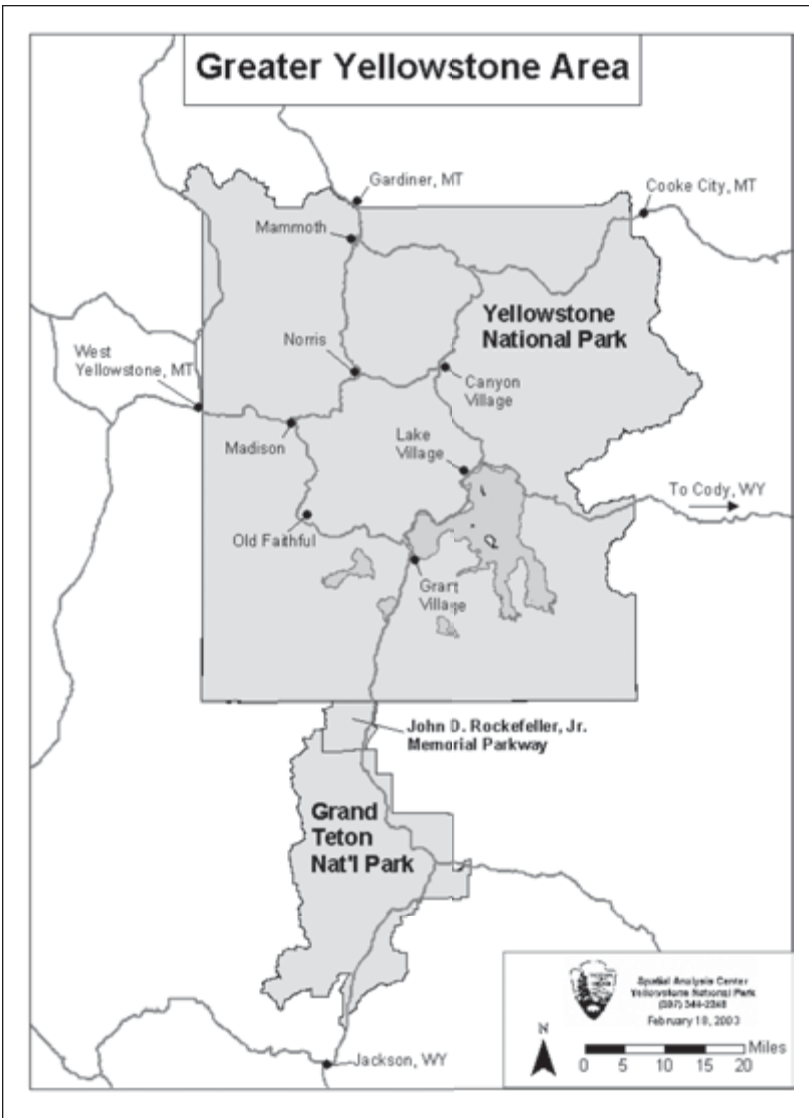 Greater Yellowstone Area
Gardiner, MT
Cooke City, MT
Mammoth
Yellowstone
National Park
Norris
West
Yellowstone, MT
Canyon
Village
Madison
Lake
Village
To Cody, WY
Old Faithful
Grant
Village
John D. Rockefeller, Jr.
Memorial Parkway
Grand
Teton
Nat'l Park
Spatial Analysis Center
Yellowstone National Park
February 18, 2003
N
Miles
0 5 10 15 20
Jackson, WY